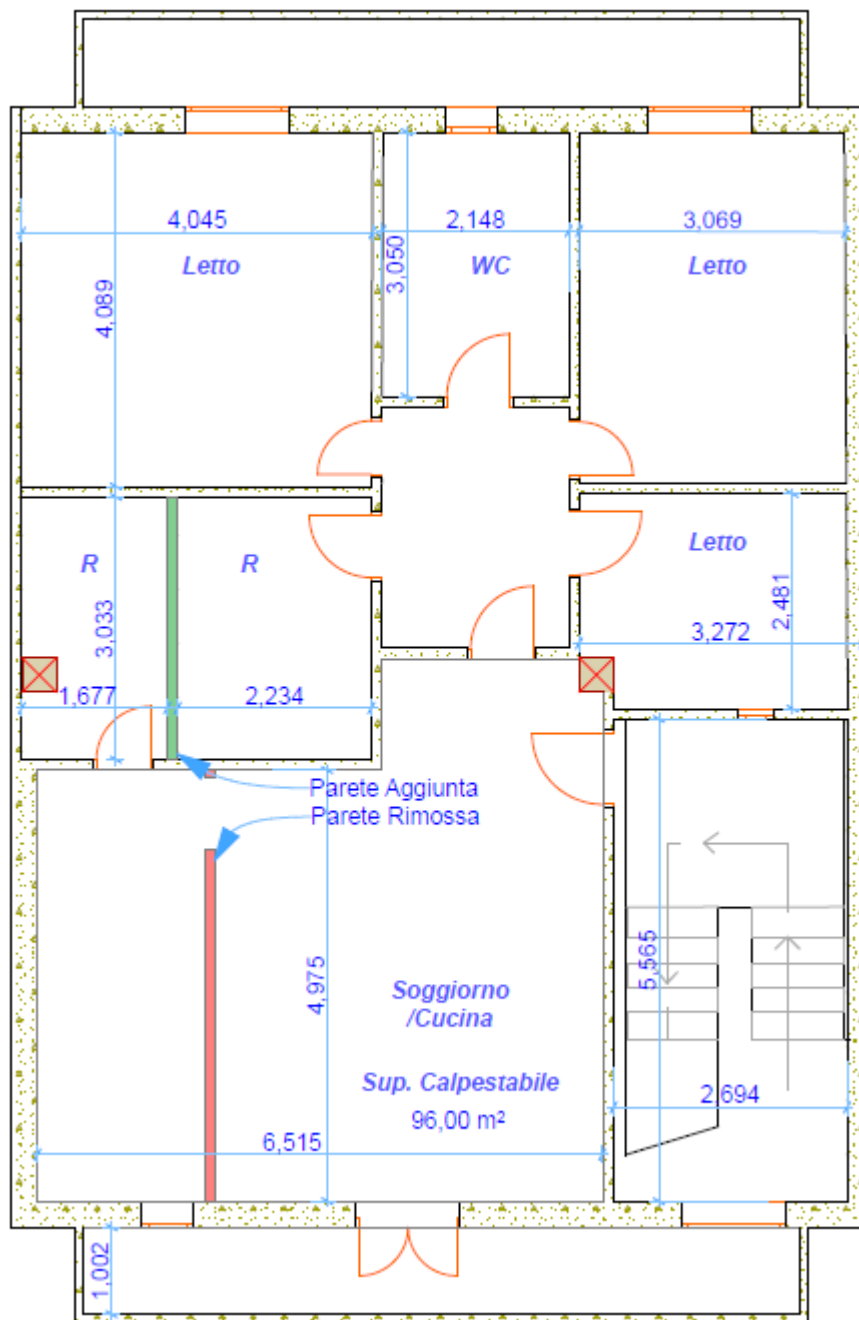 4,045
2,148
3,069
Letto
WC
Letto
3,050
4,089
R
R
Letto
2,481
3,033
3,272
1,677
2,234
Parete Aggiunta
Parete Rimossa
4,975
5,565
Soggiorno
/Cucina
Sup. Calpestabile
96,00 m²
2,694
6,515
1,002